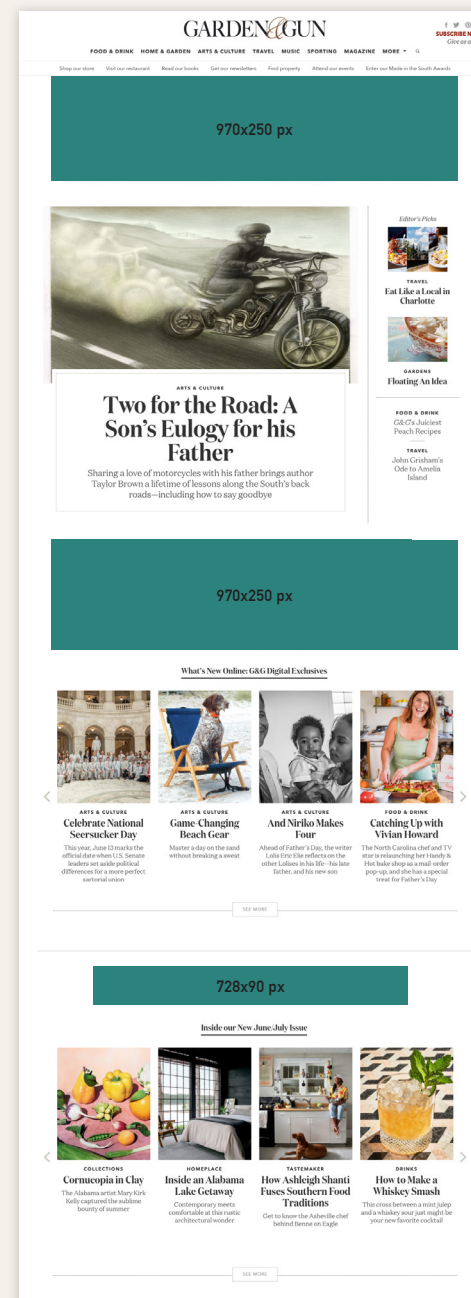 GARDEN & GUN
SUBSCRIBE N
Give as a
FOOD & DRINK HOME & GARDEN ARTS & CULTURE TRAVEL MUSIC SPORTING MAGAZINE MORE
Shop our store Visit our restaurant Read our books Get our newsletters Find property Attend our events Enter our Made in the South Awards
970x250 px
ARTS & CULTURE
Two for the Road: A
Son's Eulogy for his
Father
Sharing a love of motorcycles with his father brings author
Taylor Brown a lifetime of lessons along the South's back
roads—including how to say goodbye
Editor's Picks
TRAVEL
Eat Like a Local in
Charlotte
GARDENS
Floating An Idea
FOOD & DRINK
G&G's Juiciest
Peach Recipes
TRAVEL
John Grisham's
Ode to Amelia
Island
970x250 px
What's New Online: G&G Digital Exclusives
ARTS & CULTURE
Celebrate National
Seersucker Day
This year, June 13 marks the
official date when U.S. Senate
leaders set aside political
differences for a more perfect
sartorial union
ARTS & CULTURE
Game-Changing
Beach Gear
Master a day on the sand
without breaking a sweat
ARTS & CULTURE
And Niriko Makes
Four
Ahead of Father's Day, the writer
Lolis Eric Elie reflects on the
other Lolises in his life—his late
father, and his new son
FOOD & DRINK
Catching Up with
Vivian Howard
The North Carolina chef and TV
star is relaunching her Handy &
Hot bake shop as a mail-order
pop-up, and she has a special
treat for Father's Day
SEE MORE
728x90 px
Inside our New June/July Issue
COLLECTIONS
Cornucopia in Clay
The Alabama artist Mary Kirk
Kelly captured the sublime
bounty of summer
HOMEPLACE
Inside an Alabama
Lake Getaway
Contemporary meets
comfortable at this rustic
architectural wonder
TASTEMAKER
How Ashleigh Shanti
Fuses Southern Food
Traditions
Get to know the Asheville chef
behind Benne on Eagle
DRINKS
How to Make a
Whiskey Smash
This cross between a mint julep
and a whiskey sour just might be
your new favorite cocktail
SEE MORE